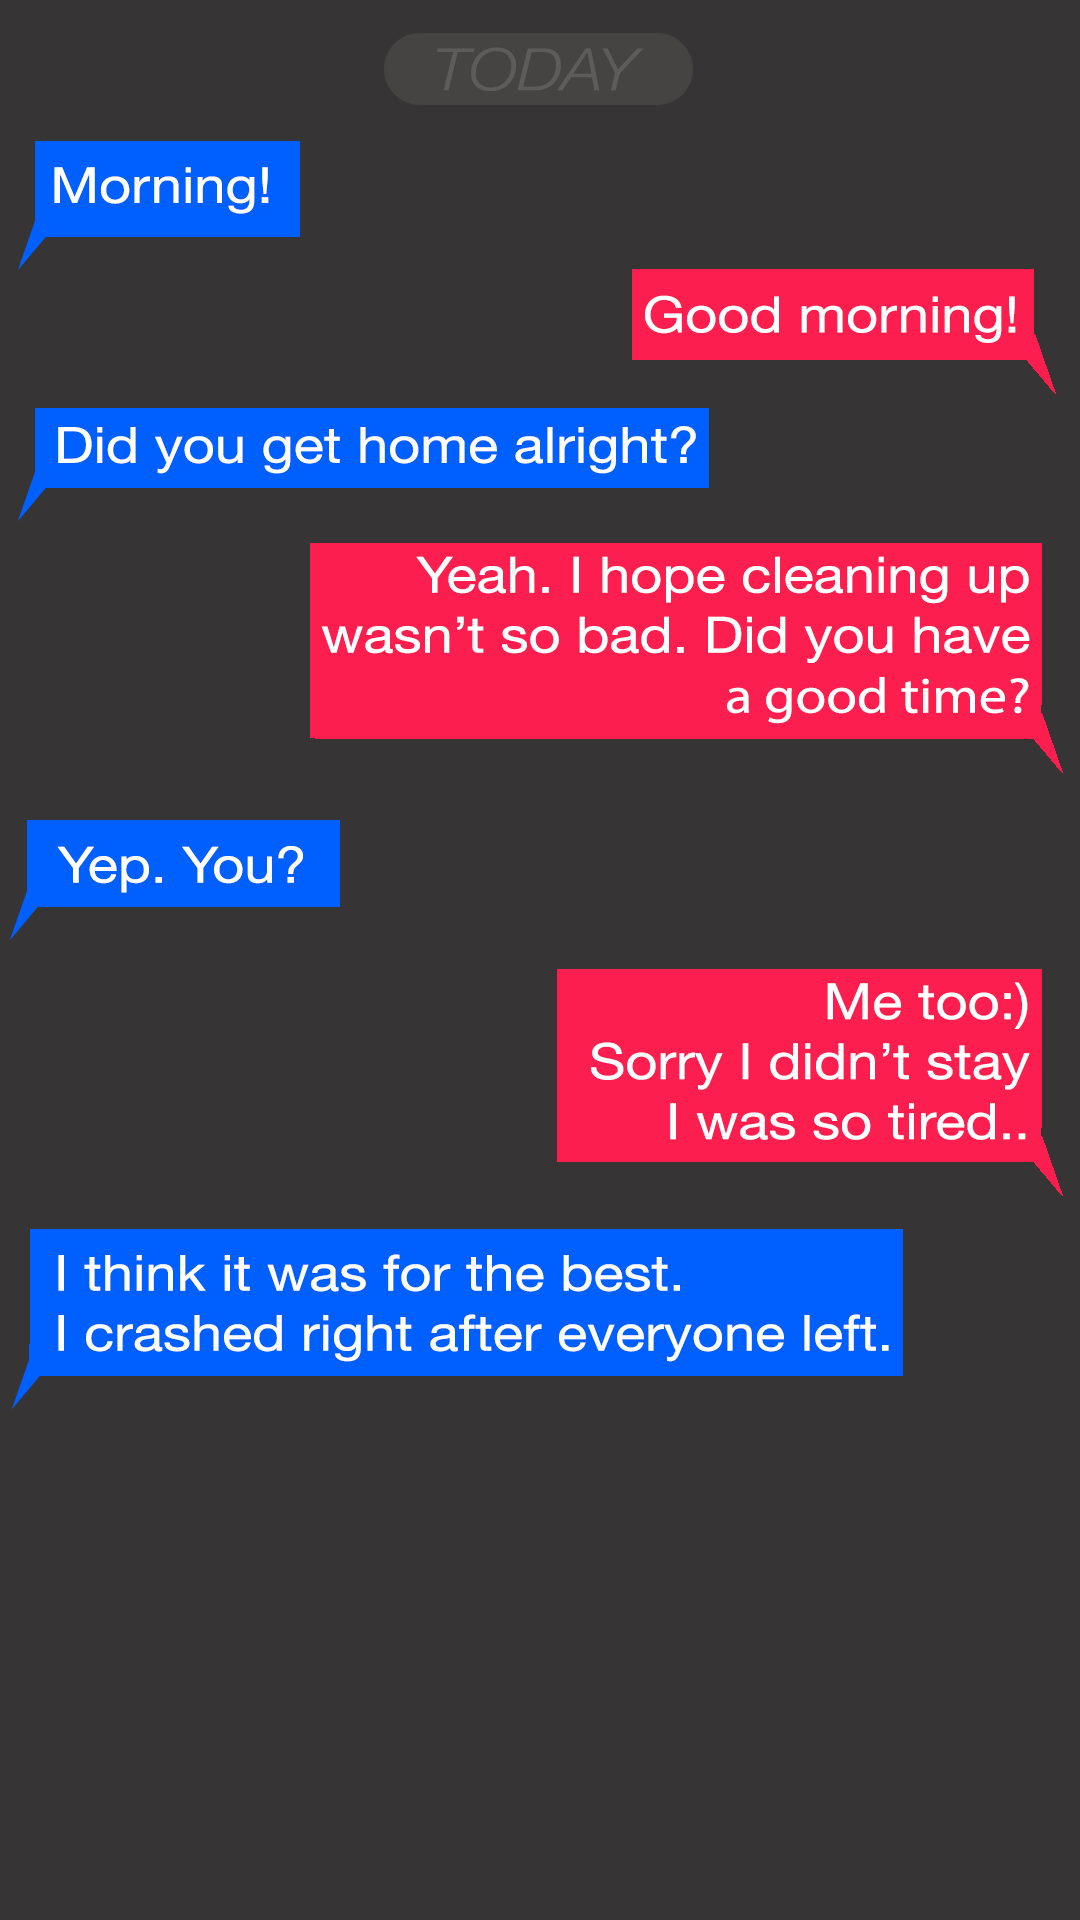 TODAY
Morning!
Good morning!
Did you get home alright?
Yeah. I hope cleaning up
wasn’t so bad. Did you have
a good time?
Yep. You?
Me too:)
Sorry I didn’t stay
I was so tired..
I think it was for the best.
I crashed right after everyone left.